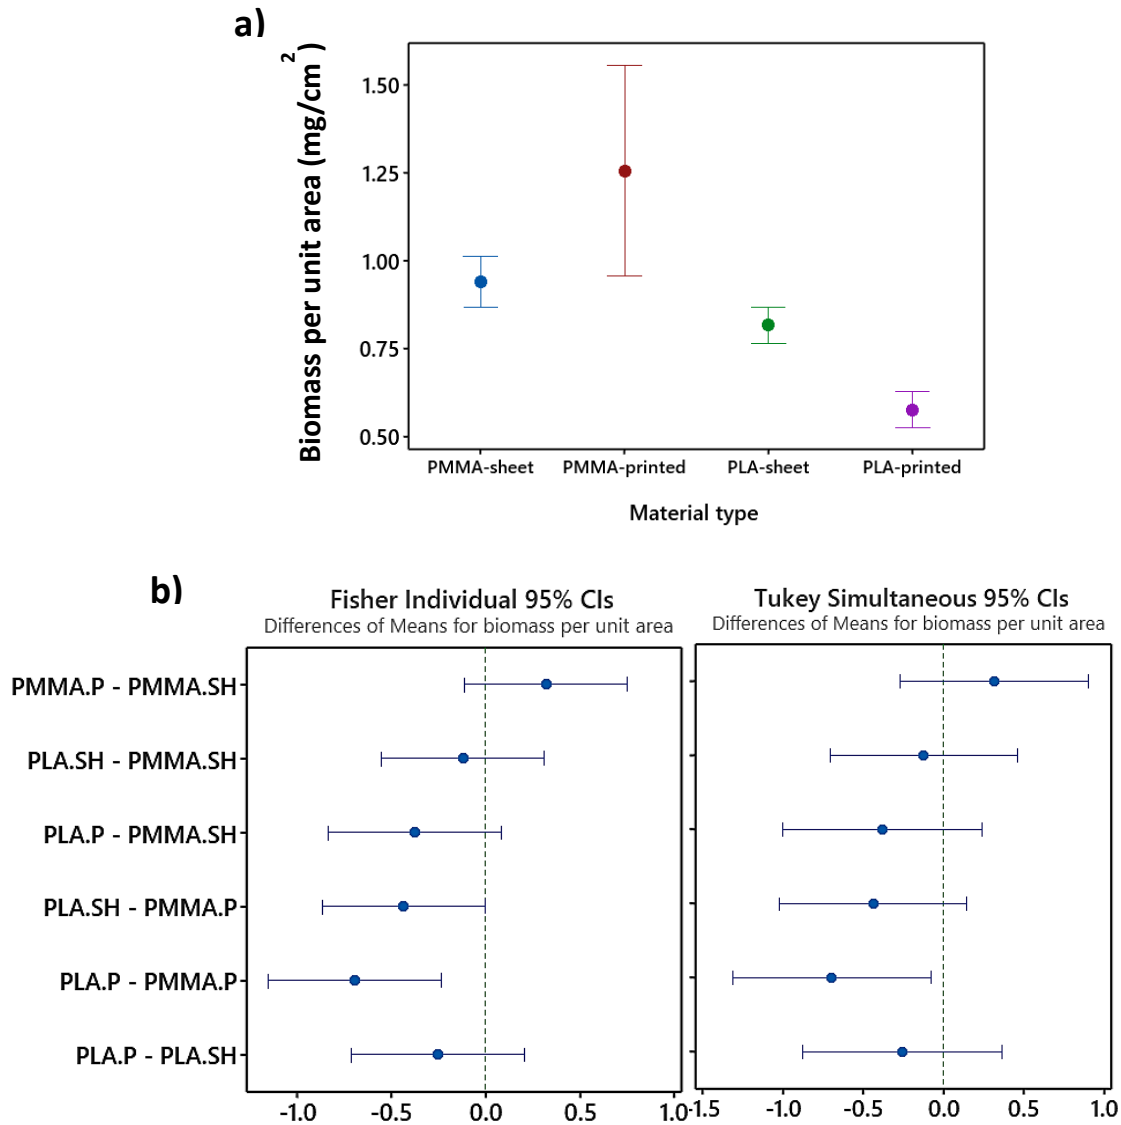 a)
Biomass per unit area (mg/cm2)
1.50
1.25
1.00
0.75
0.50
PMMA-sheet PMMA-printed PLA-sheet PLA-printed
Material type
b)
Fisher Individual 95% CIs
Differences of Means for biomass per unit area
Tukey Simultaneous 95% CIs
Differences of Means for biomass per unit area
PMMA.P - PMMA.SH
PLA.SH - PMMA.SH
PLA.P - PMMA.SH
PLA.SH - PMMA.P
PLA.P - PMMA.P
PLA.P - PLA.SH
-1.0 -0.5 0.0 0.5 1.0
-1.5 -1.0 -0.5 0.0 0.5 1.0